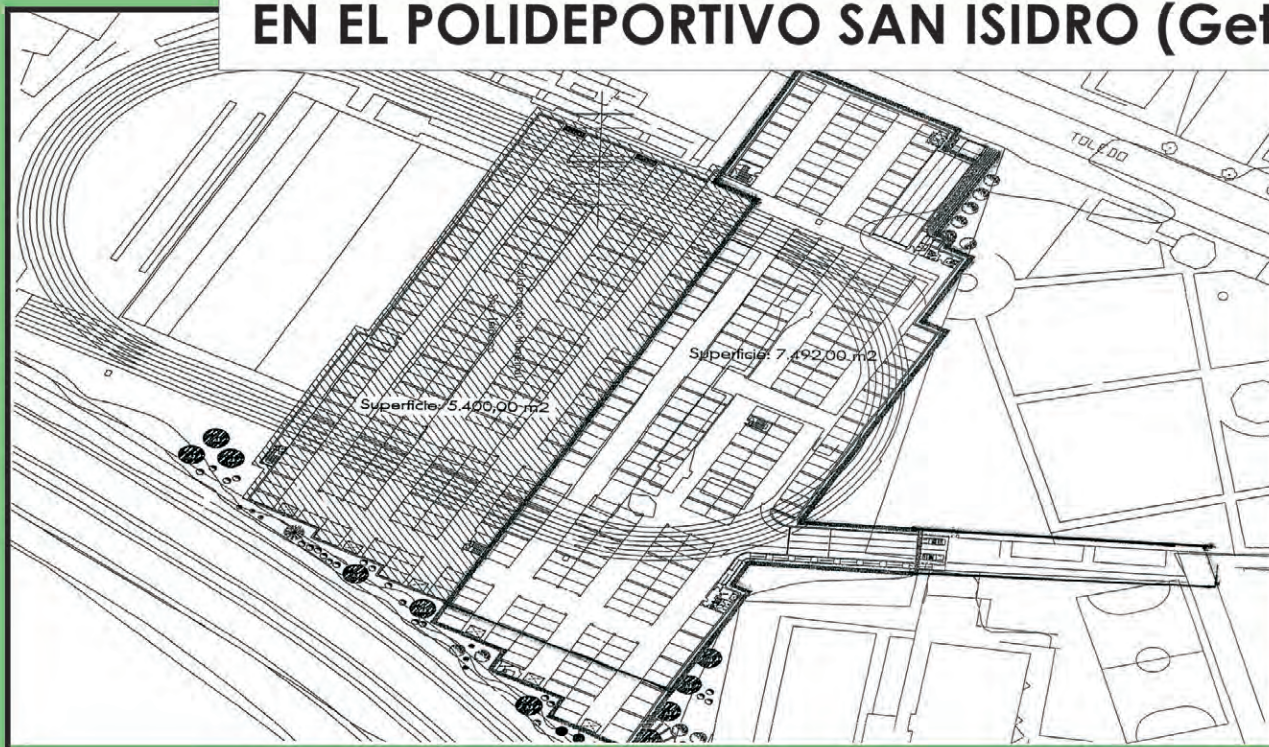 EN EL POLIDEPORTIVO SAN ISIDRO (Get
TOLEDO
Superficie: 7.492,00 m2
Superficie: 5.400,00 m2